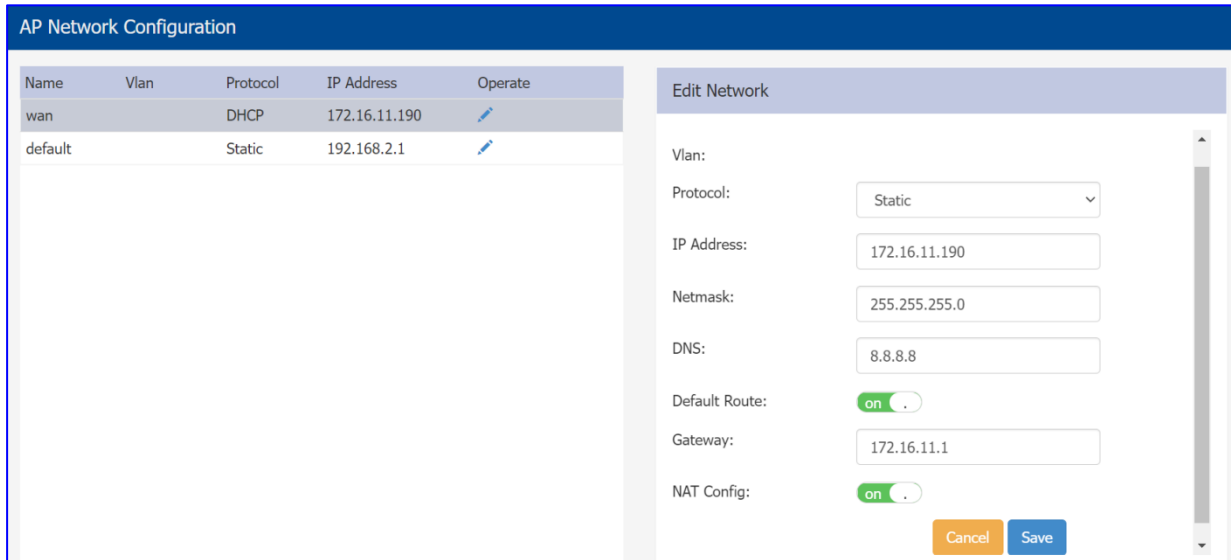 AP Network Configuration
Name Vlan Protocol IP Address Operate
wan DHCP 172.16.11.190
default Static 192.168.2.1
Edit Network
Vlan:
Protocol: Static
IP Address: 172.16.11.190
Netmask: 255.255.255.0
DNS: 8.8.8.8
Default Route: on .
Gateway: 172.16.11.1
NAT Config: on .
Cancel Save